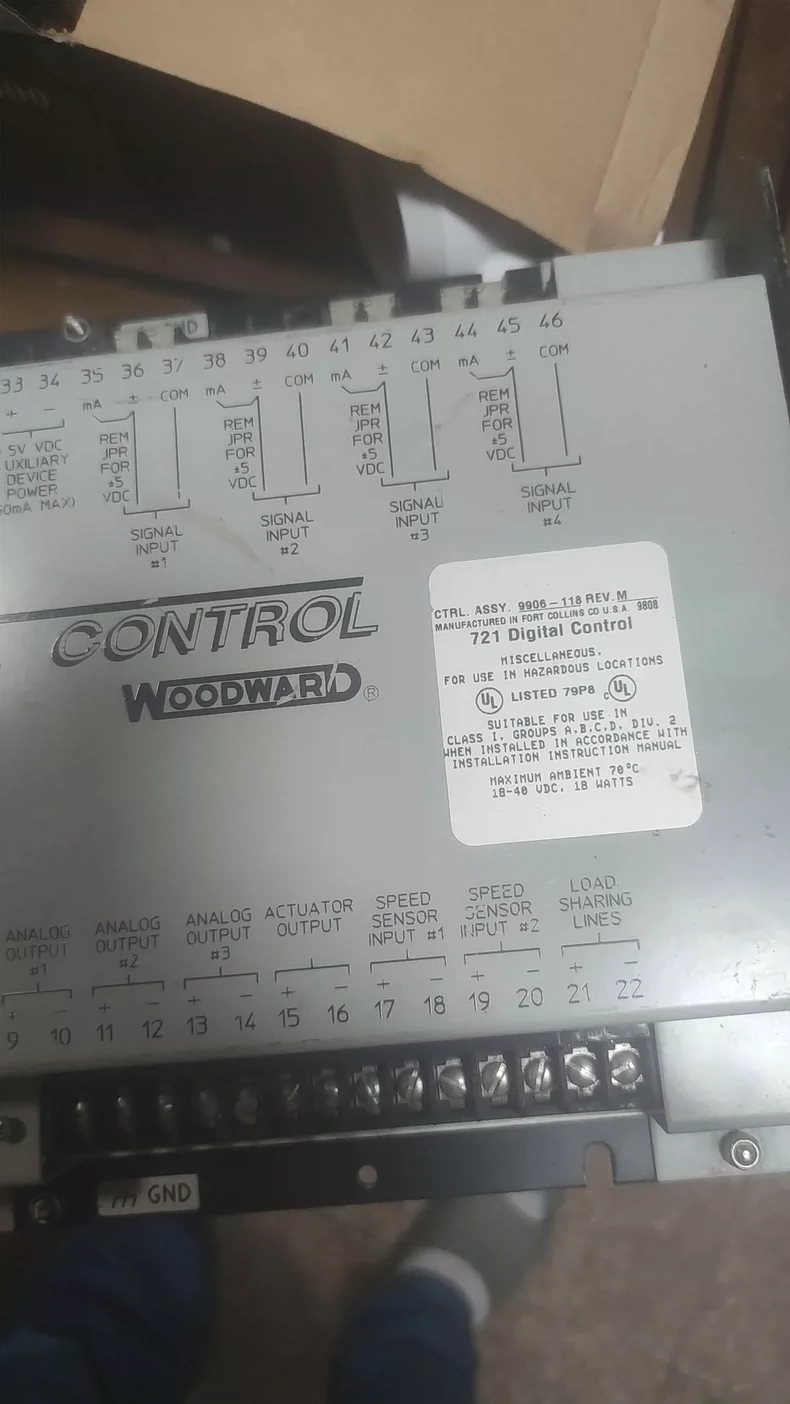 GND
33 34 35 36 37 38 39 40 41 42 43 44 45 46
+ − mA ± COM mA ± COM mA ± COM mA ± COM
5V VDC
UXILIARY
DEVICE
POWER
0mA MAX)
REM
JPR
FOR
±5
VDC
SIGNAL
INPUT
#1
REM
JPR
FOR
±5
VDC
SIGNAL
INPUT
#2
REM
JPR
FOR
±5
VDC
SIGNAL
INPUT
#3
REM
JPR
FOR
±5
VDC
SIGNAL
INPUT
#4
CONTROL
WOODWARD®
CTRL. ASSY. 9906-118 REV. M
MANUFACTURED IN FORT COLLINS CO U.S.A. 9808
721 Digital Control
MISCELLANEOUS,
FOR USE IN HAZARDOUS LOCATIONS
UL LISTED 79P8 c UL
SUITABLE FOR USE IN
CLASS I, GROUPS A,B,C,D, DIV. 2
WHEN INSTALLED IN ACCORDANCE WITH
INSTALLATION INSTRUCTION MANUAL
MAXIMUM AMBIENT 70°C
18-40 VDC, 18 WATTS
ANALOG
OUTPUT
#1
ANALOG
OUTPUT
#2
ANALOG
OUTPUT
#3
ACTUATOR
OUTPUT
SPEED
SENSOR
INPUT #1
SPEED
SENSOR
INPUT #2
LOAD
SHARING
LINES
+ − + − + − + − + − + − + −
9 10 11 12 13 14 15 16 17 18 19 20 21 22
GND